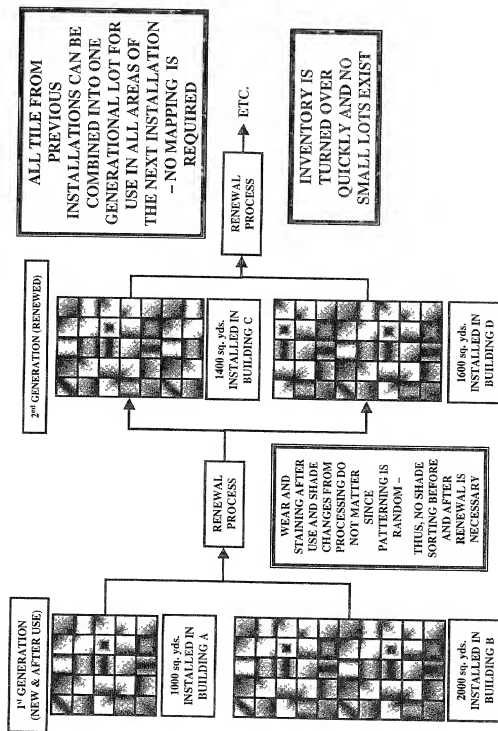 1st GENERATION
(NEW & AFTER USE)
1000 sq. yds.
INSTALLED IN
BUILDING A
2000 sq. yds.
INSTALLED IN
BUILDING B
RENEWAL
PROCESS
WEAR AND
STAINING AFTER
USE AND SHADE
CHANGES FROM
PROCESSING DO
NOT MATTER
SINCE
PATTERNING IS
RANDOM –
THUS, NO SHADE
SORTING BEFORE
AND AFTER
RENEWAL IS
NECESSARY
2nd GENERATION (RENEWED)
1400 sq. yds.
INSTALLED IN
BUILDING C
1600 sq. yds.
INSTALLED IN
BUILDING D
RENEWAL
PROCESS
ETC.
ALL TILE FROM
PREVIOUS
INSTALLATIONS CAN BE
COMBINED INTO ONE
GENERATIONAL LOT FOR
USE IN ALL AREAS OF
THE NEXT INSTALLATION
– NO MAPPING IS
REQUIRED
INVENTORY IS
TURNED OVER
QUICKLY AND NO
SMALL LOTS EXIST